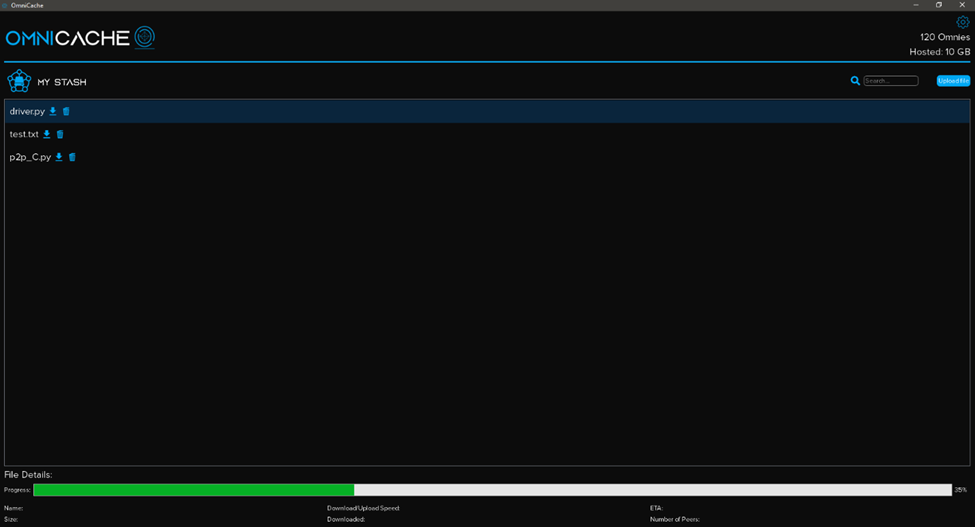 OmniCache
OMNICACHE
120 Omnies
Hosted: 10 GB
MY STASH
Search...
Upload file
driver.py
test.txt
p2p_C.py
File Details:
Progress:
35%
Name:
Download/Upload Speed:
ETA:
Size:
Downloaded:
Number of Peers: